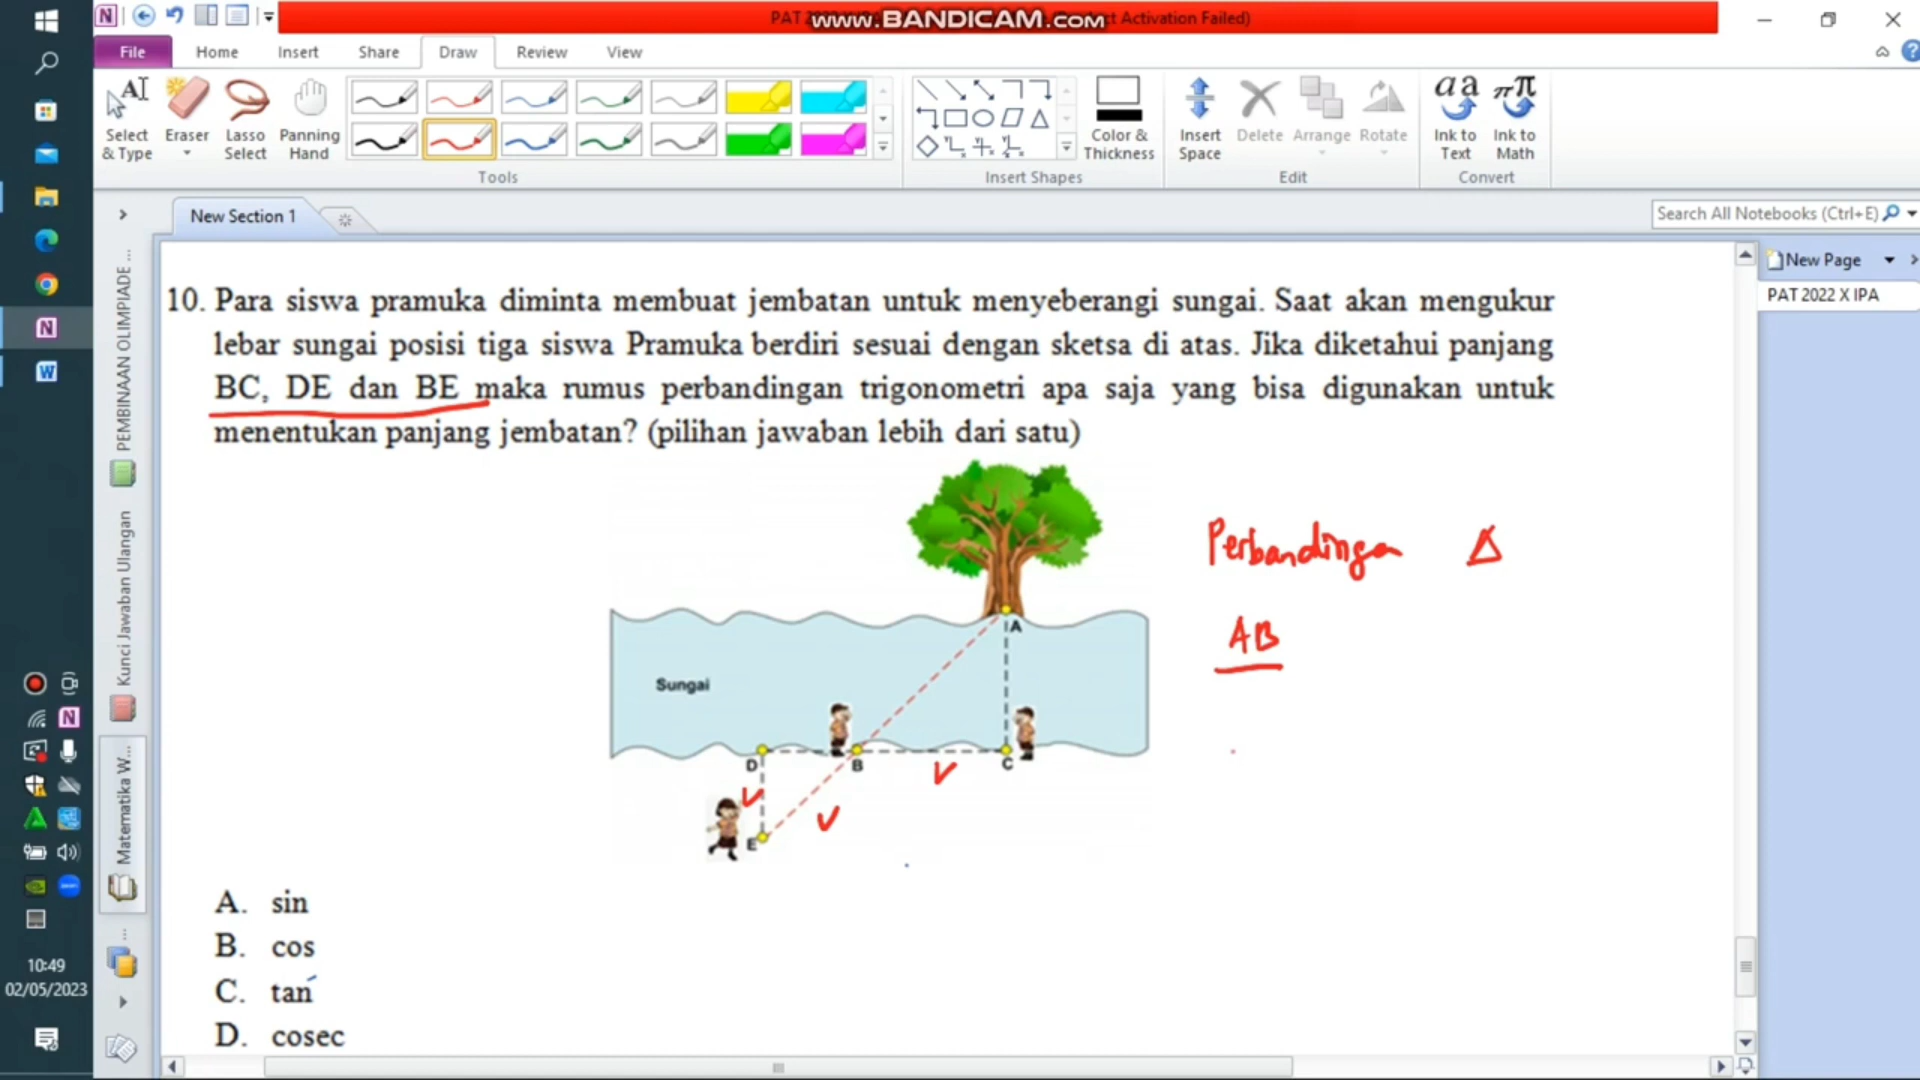 PAT 2022 X IPA
www.BANDICAM.com
t Activation Failed)
File
Home
Insert
Share
Draw
Review
View
Select & Type
Eraser
Lasso Select
Panning Hand
Color & Thickness
Insert Space
Delete
Arrange
Rotate
Ink to Text
Ink to Math
Tools
Insert Shapes
Edit
Convert
New Section 1
Search All Notebooks (Ctrl+E)
New Page
PAT 2022 X IPA
PEMBINAAN OLIMPIADE ...
Kunci Jawaban Ulangan
Matematika W...
10. Para siswa pramuka diminta membuat jembatan untuk menyeberangi sungai. Saat akan mengukur
lebar sungai posisi tiga siswa Pramuka berdiri sesuai dengan sketsa di atas. Jika diketahui panjang
BC, DE dan BE maka rumus perbandingan trigonometri apa saja yang bisa digunakan untuk
menentukan panjang jembatan? (pilihan jawaban lebih dari satu)
Perbandingan Δ
AB
A
Sungai
D
B
C
E
A. sin
B. cos
C. tan
D. cosec
10:49
02/05/2023